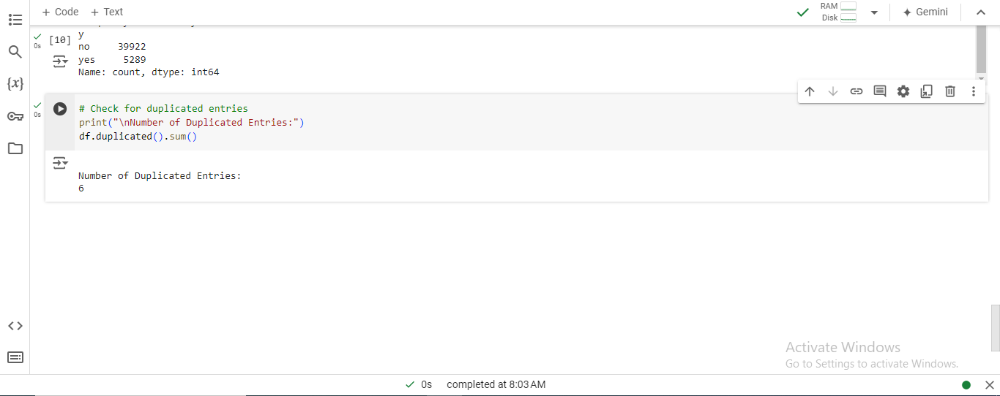 + Code + Text
RAM
Disk
Gemini
{x}
0s
[10]
y
no 39922
yes 5289
Name: count, dtype: int64
0s
# Check for duplicated entries
print("\nNumber of Duplicated Entries:")
df.duplicated().sum()
Number of Duplicated Entries:
6
Activate Windows
Go to Settings to activate Windows.
0s completed at 8:03 AM